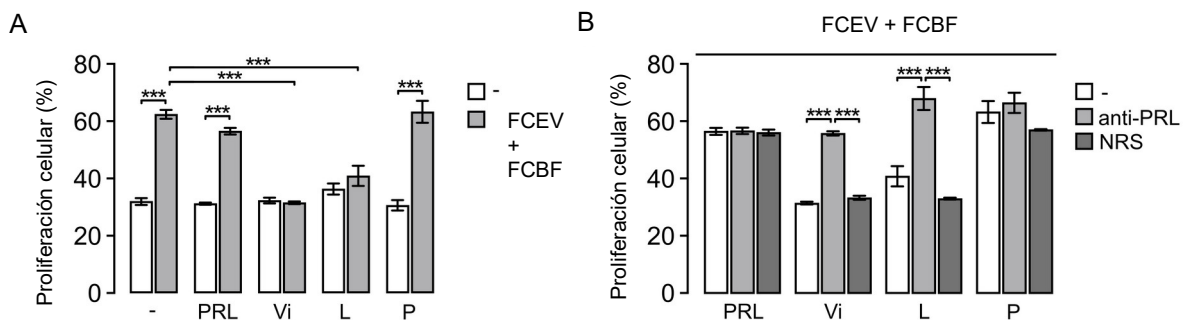 A
Proliferación celular (%)
80
60
40
20
0
***
***
***
***
***
-
PRL
Vi
L
P
-
FCEV
+
FCBF
B
FCEV + FCBF
Proliferación celular (%)
80
60
40
20
0
***
***
***
***
PRL
Vi
L
P
-
anti-PRL
NRS